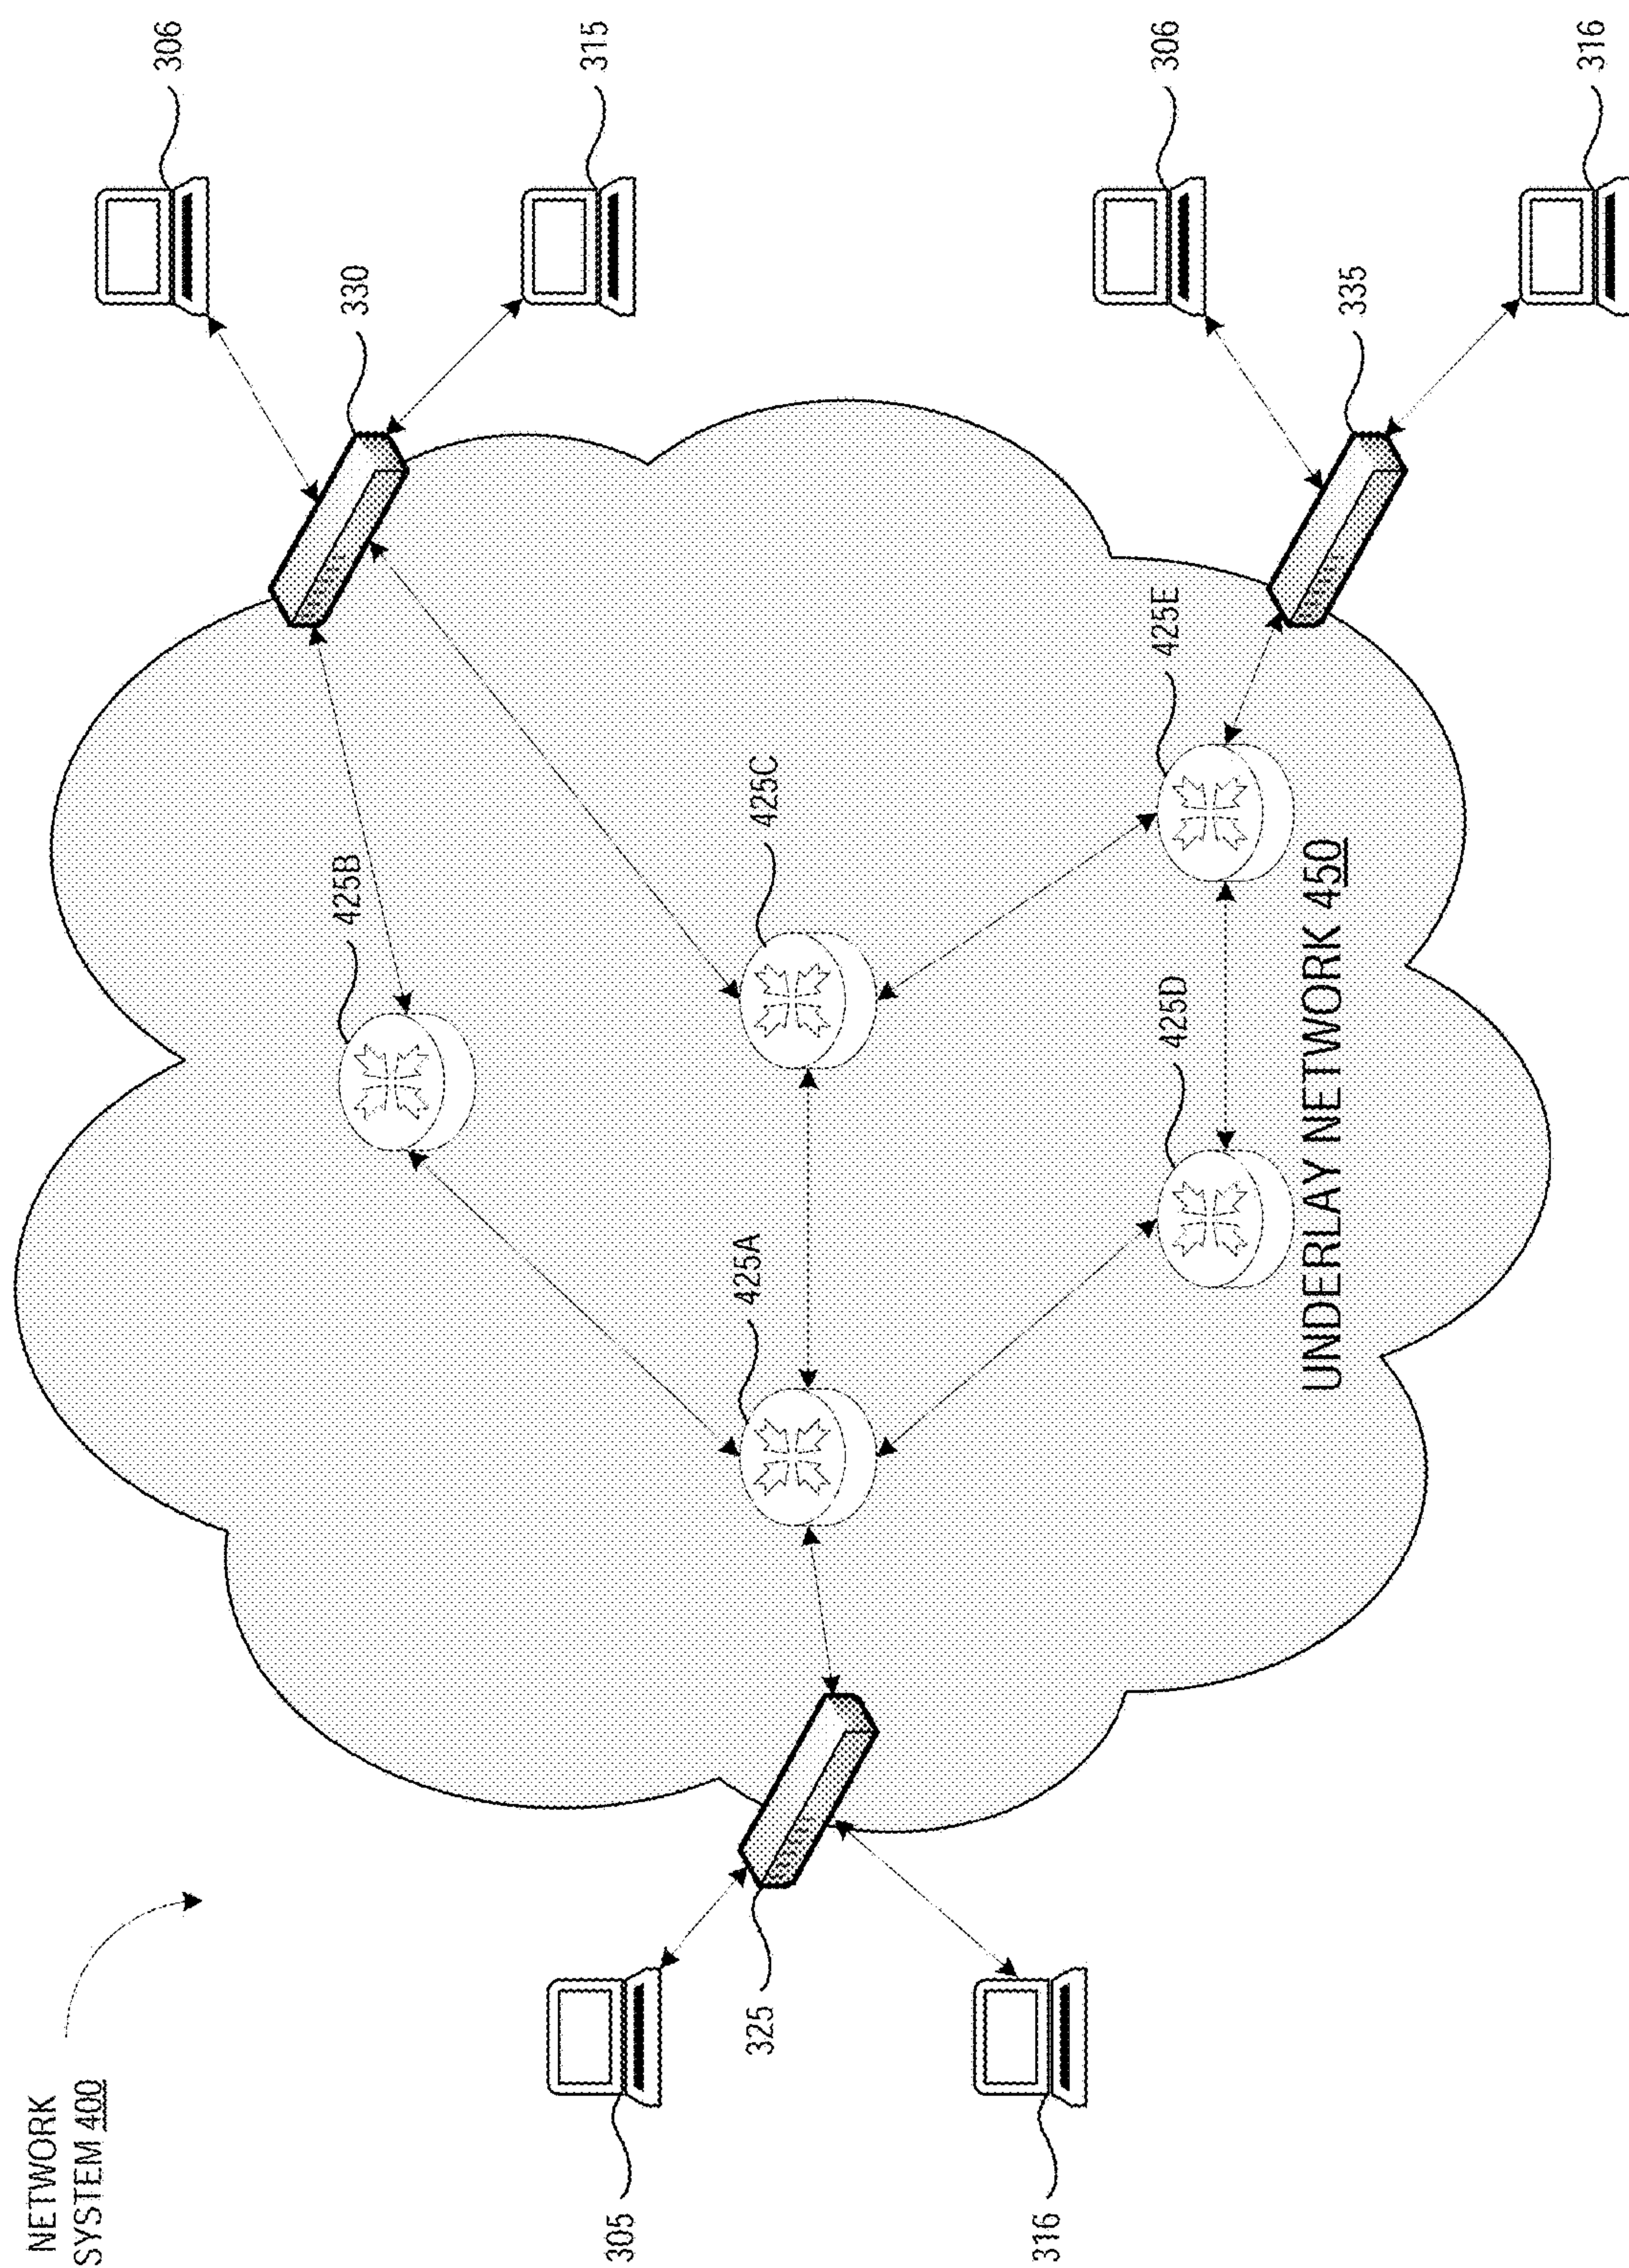 NETWORK
SYSTEM 400
305
316
325
425A
425B
425C
425D
425E
UNDERLAY NETWORK 450
330
335
306
315
306
316